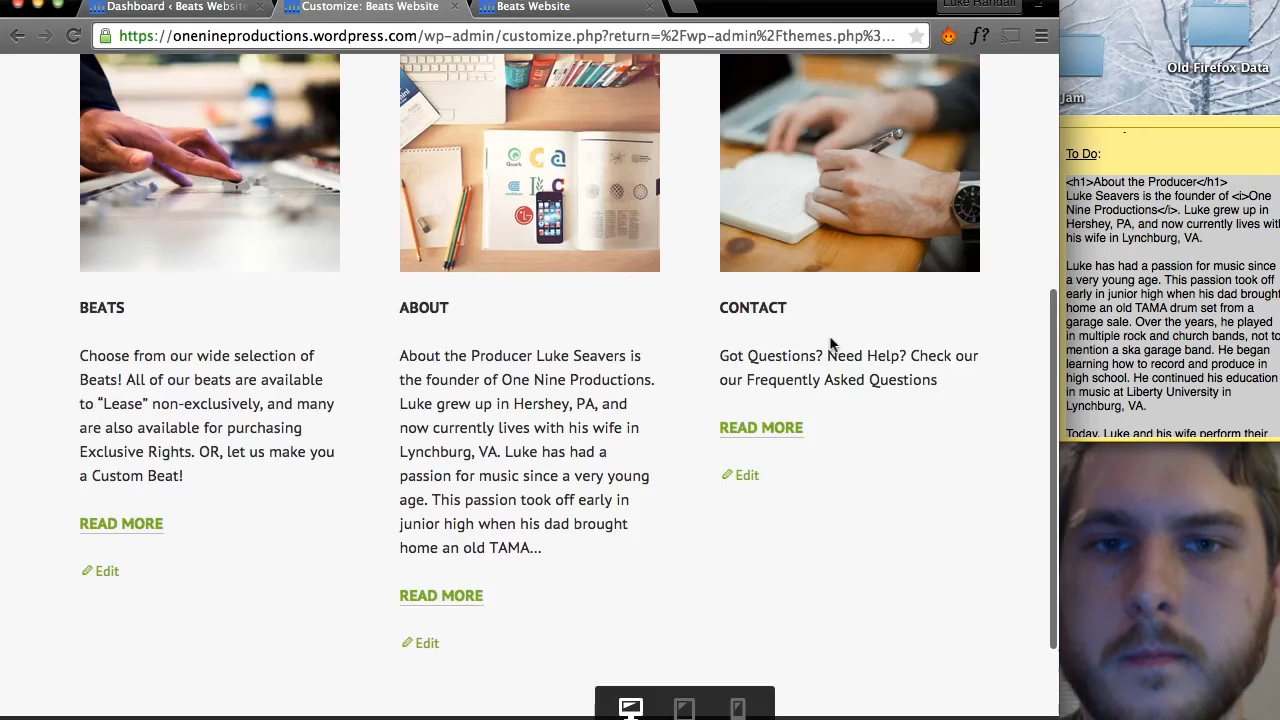 Dashboard ‹ Beats Website
Customize: Beats Website
Beats Website
Luke Randall
https://onenineproductions.wordpress.com/wp-admin/customize.php?return=%2Fwp-admin%2Fthemes.php%3...
f?
Old Firefox Data
Jam
BEATS
Choose from our wide selection of
Beats! All of our beats are available
to “Lease” non-exclusively, and many
are also available for purchasing
Exclusive Rights. OR, let us make you
a Custom Beat!
READ MORE
Edit
ABOUT
About the Producer Luke Seavers is
the founder of One Nine Productions.
Luke grew up in Hershey, PA, and
now currently lives with his wife in
Lynchburg, VA. Luke has had a
passion for music since a very young
age. This passion took off early in
junior high when his dad brought
home an old TAMA...
READ MORE
Edit
CONTACT
Got Questions? Need Help? Check our
our Frequently Asked Questions
READ MORE
Edit
To Do:
<h1>About the Producer</h1>
Luke Seavers is the founder of <i>One
Nine Productions</i>. Luke grew up in
Hershey, PA, and now currently lives with
his wife in Lynchburg, VA.
Luke has had a passion for music since
a very young age. This passion took off
early in junior high when his dad brought
home an old TAMA drum set from a
garage sale. Over the years, he played
in multiple rock and church bands, not to
mention a ska garage band. He began
learning how to record and produce in
high school. He continued his education
in music at Liberty University in
Lynchburg, VA.
Today, Luke and his wife perform their